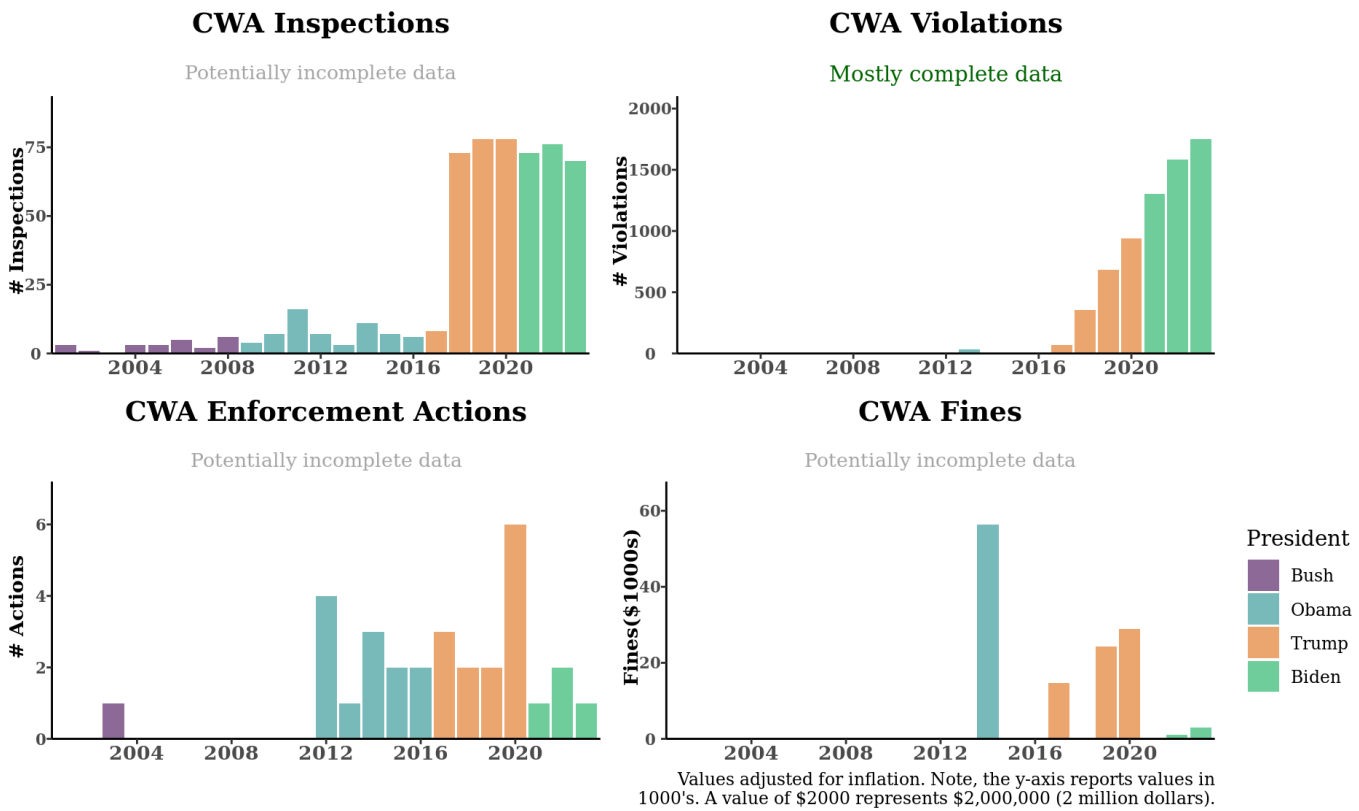 CWA Inspections
Potentially incomplete data
# Inspections
75
50
25
0
2004 2008 2012 2016 2020
CWA Violations
Mostly complete data
# Violations
2000
1500
1000
500
0
2004 2008 2012 2016 2020
CWA Enforcement Actions
Potentially incomplete data
# Actions
6
4
2
0
2004 2008 2012 2016 2020
CWA Fines
Potentially incomplete data
Fines($1000s)
60
40
20
0
2004 2008 2012 2016 2020
President
Bush
Obama
Trump
Biden
Values adjusted for inflation. Note, the y-axis reports values in
1000's. A value of $2000 represents $2,000,000 (2 million dollars).